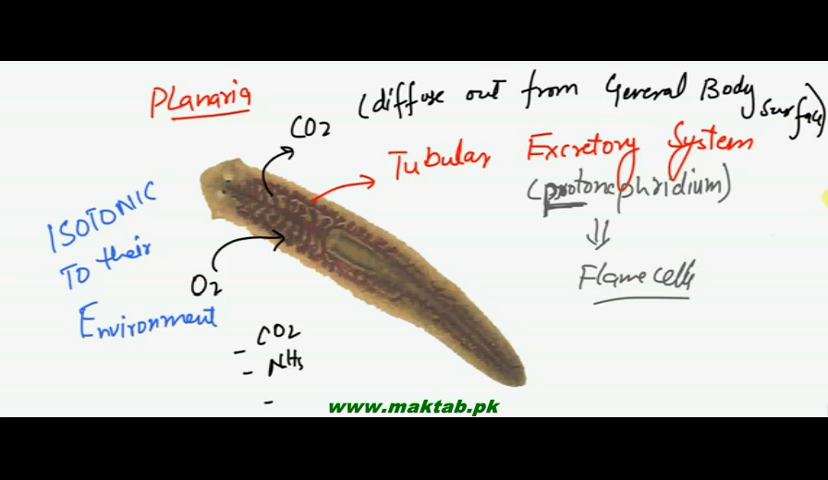 Planaria
(diffuse out from General Body Surface)
CO2
Tubular Excretory System
(protonephridium)
Flame cells
ISOTONIC
To their
Environment
O2
- CO2
- NH3
-
www.maktab.pk